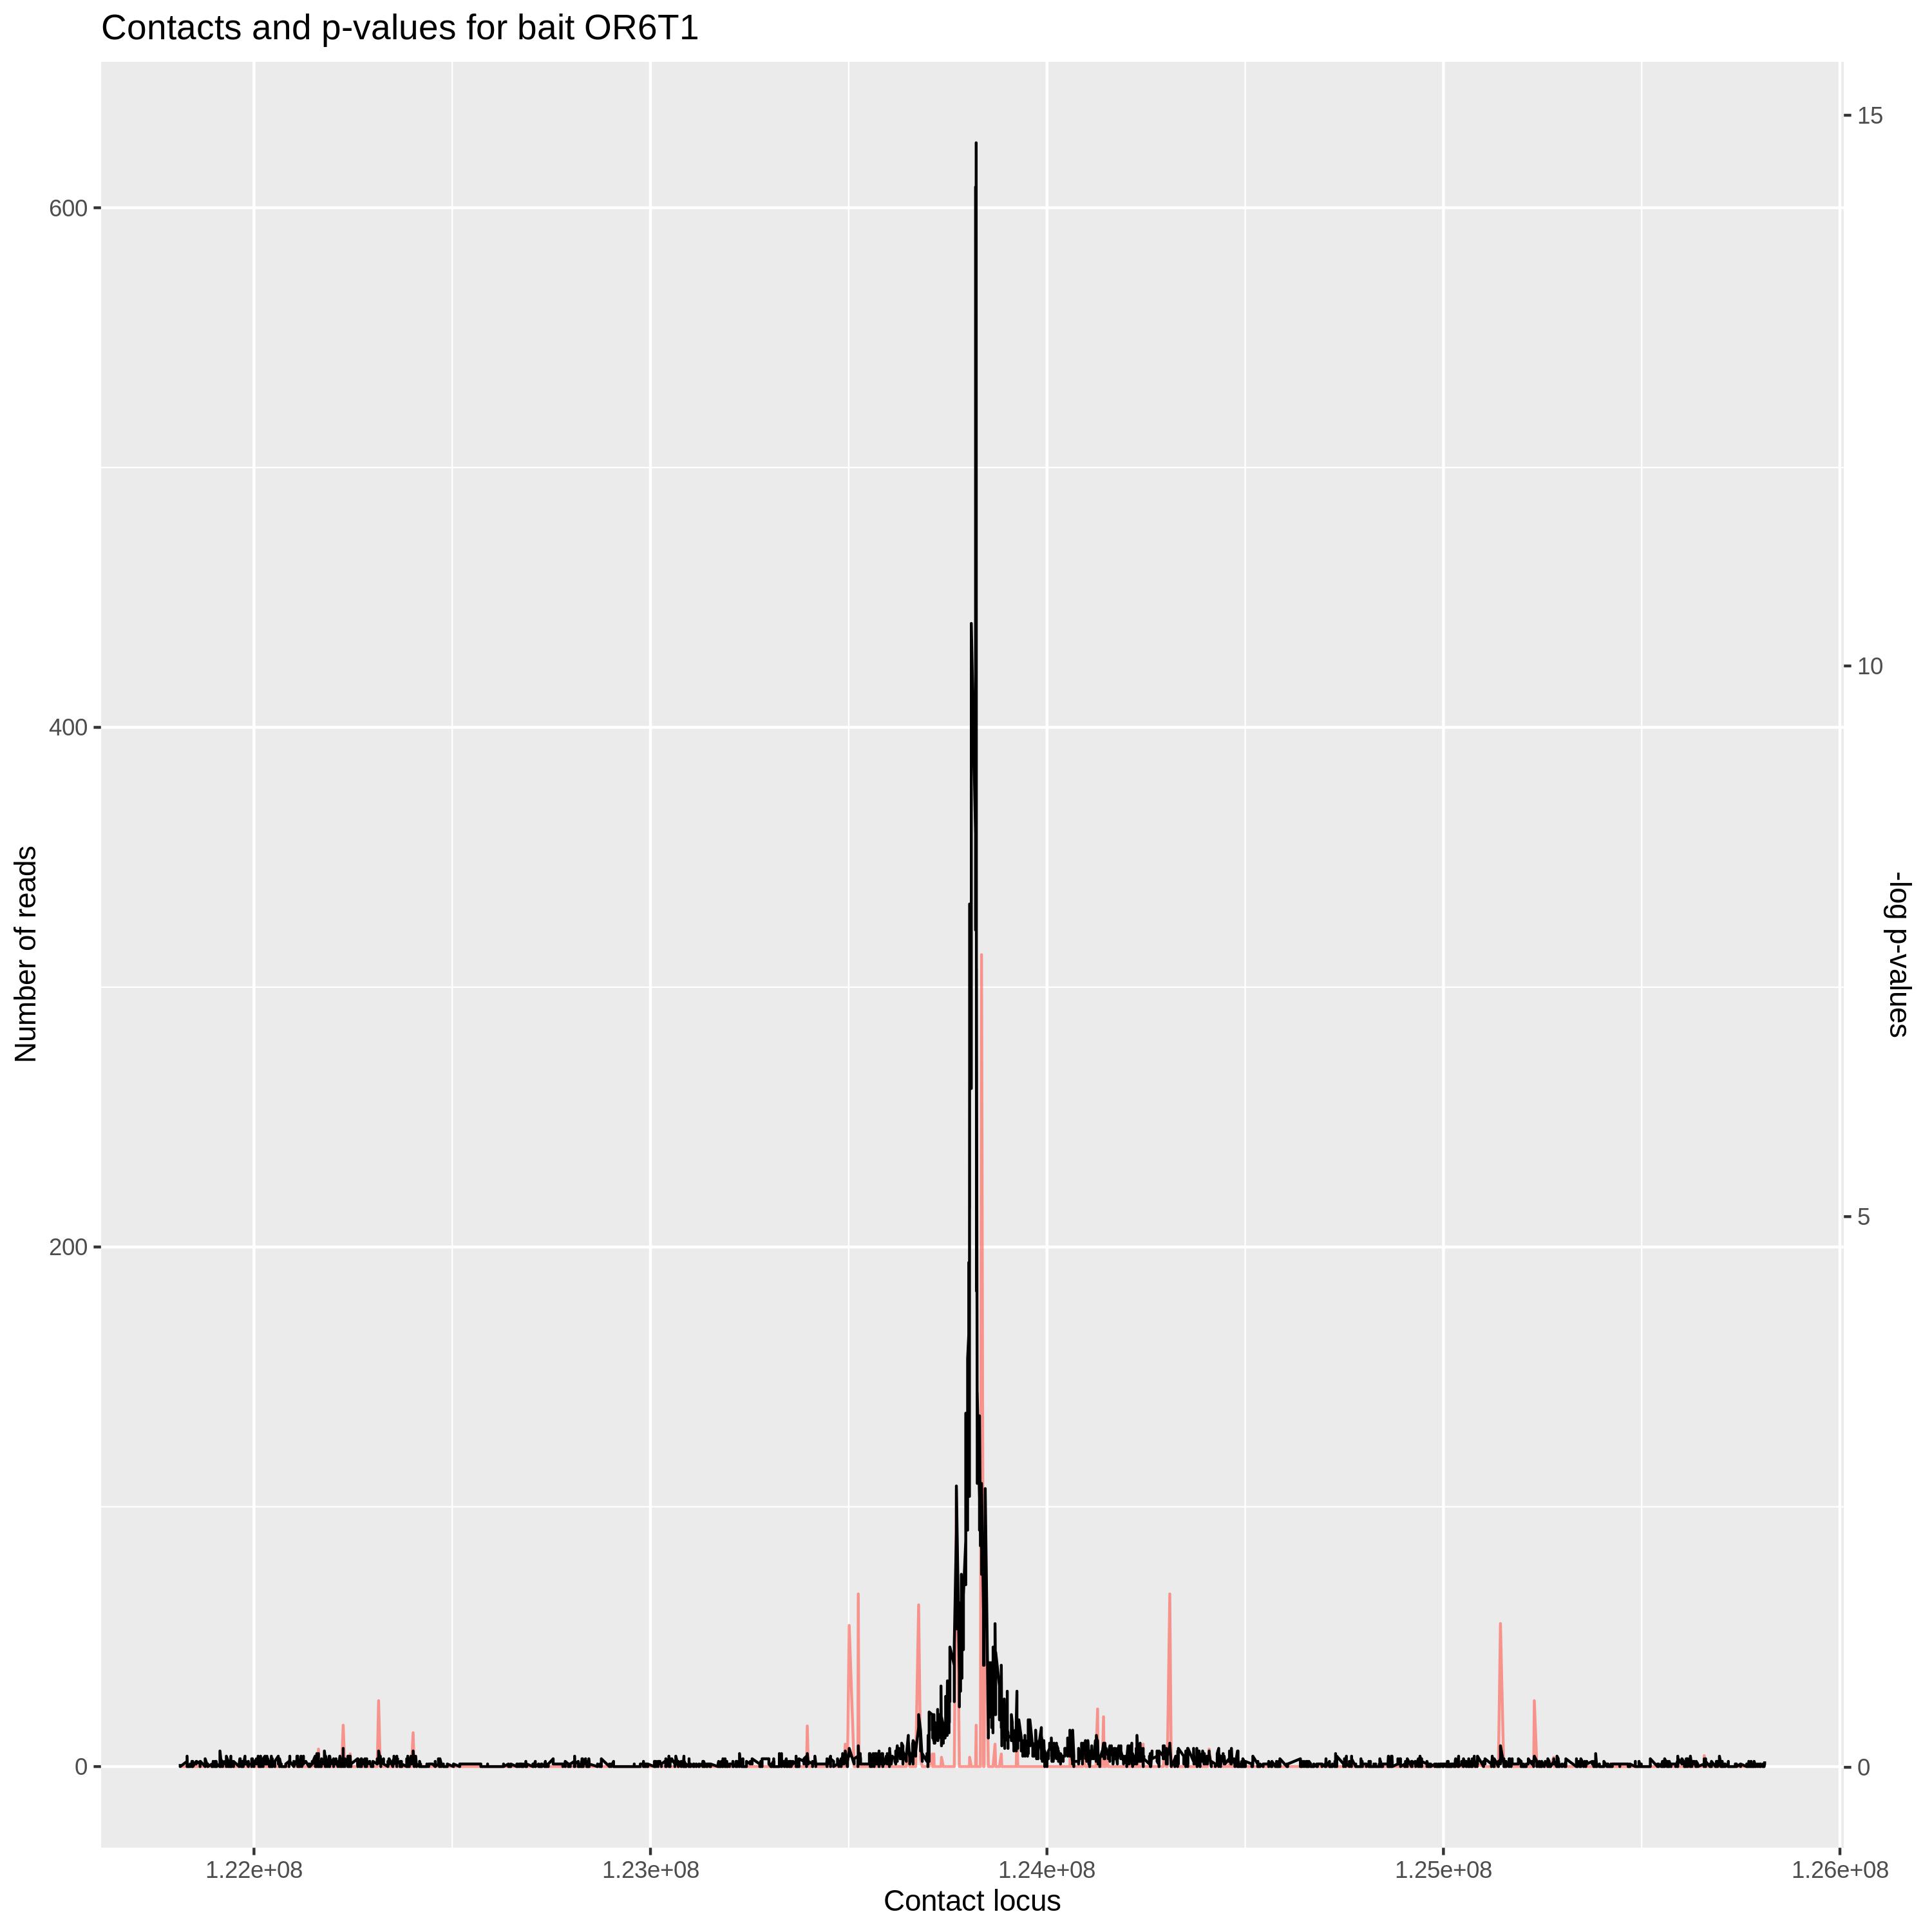 Contacts and p-values for bait OR6T1
Number of reads
600
400
200
0
15
10
5
0
-log p-values
1.22e+08
1.23e+08
1.24e+08
1.25e+08
1.26e+08
Contact locus